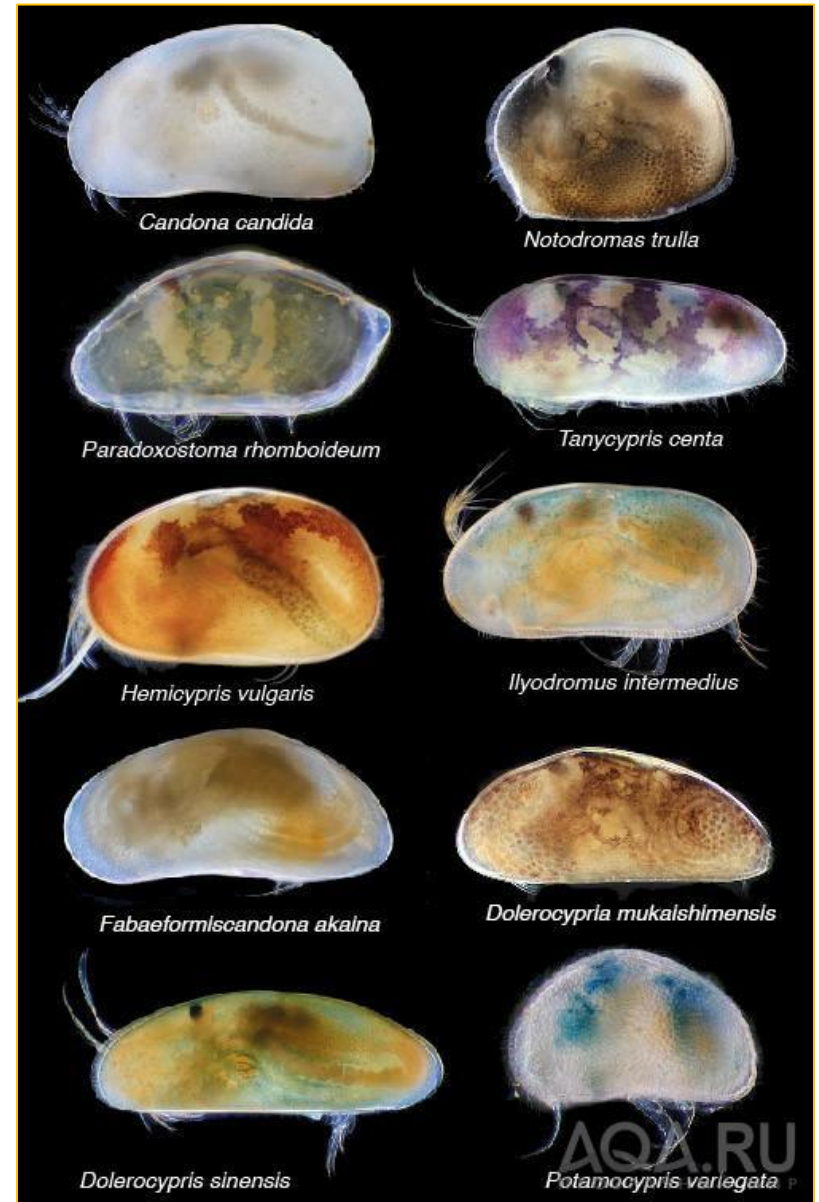 Candona candida
Notodromas trulla
Paradoxostoma rhomboideum
Tanycypris centa
Hemicypris vulgaris
Ilyodromus intermedius
Fabaeformiscandona akaina
Dolerocypria mukaishimensis
Dolerocypris sinensis
Potamocypris variegata
AQA.RU